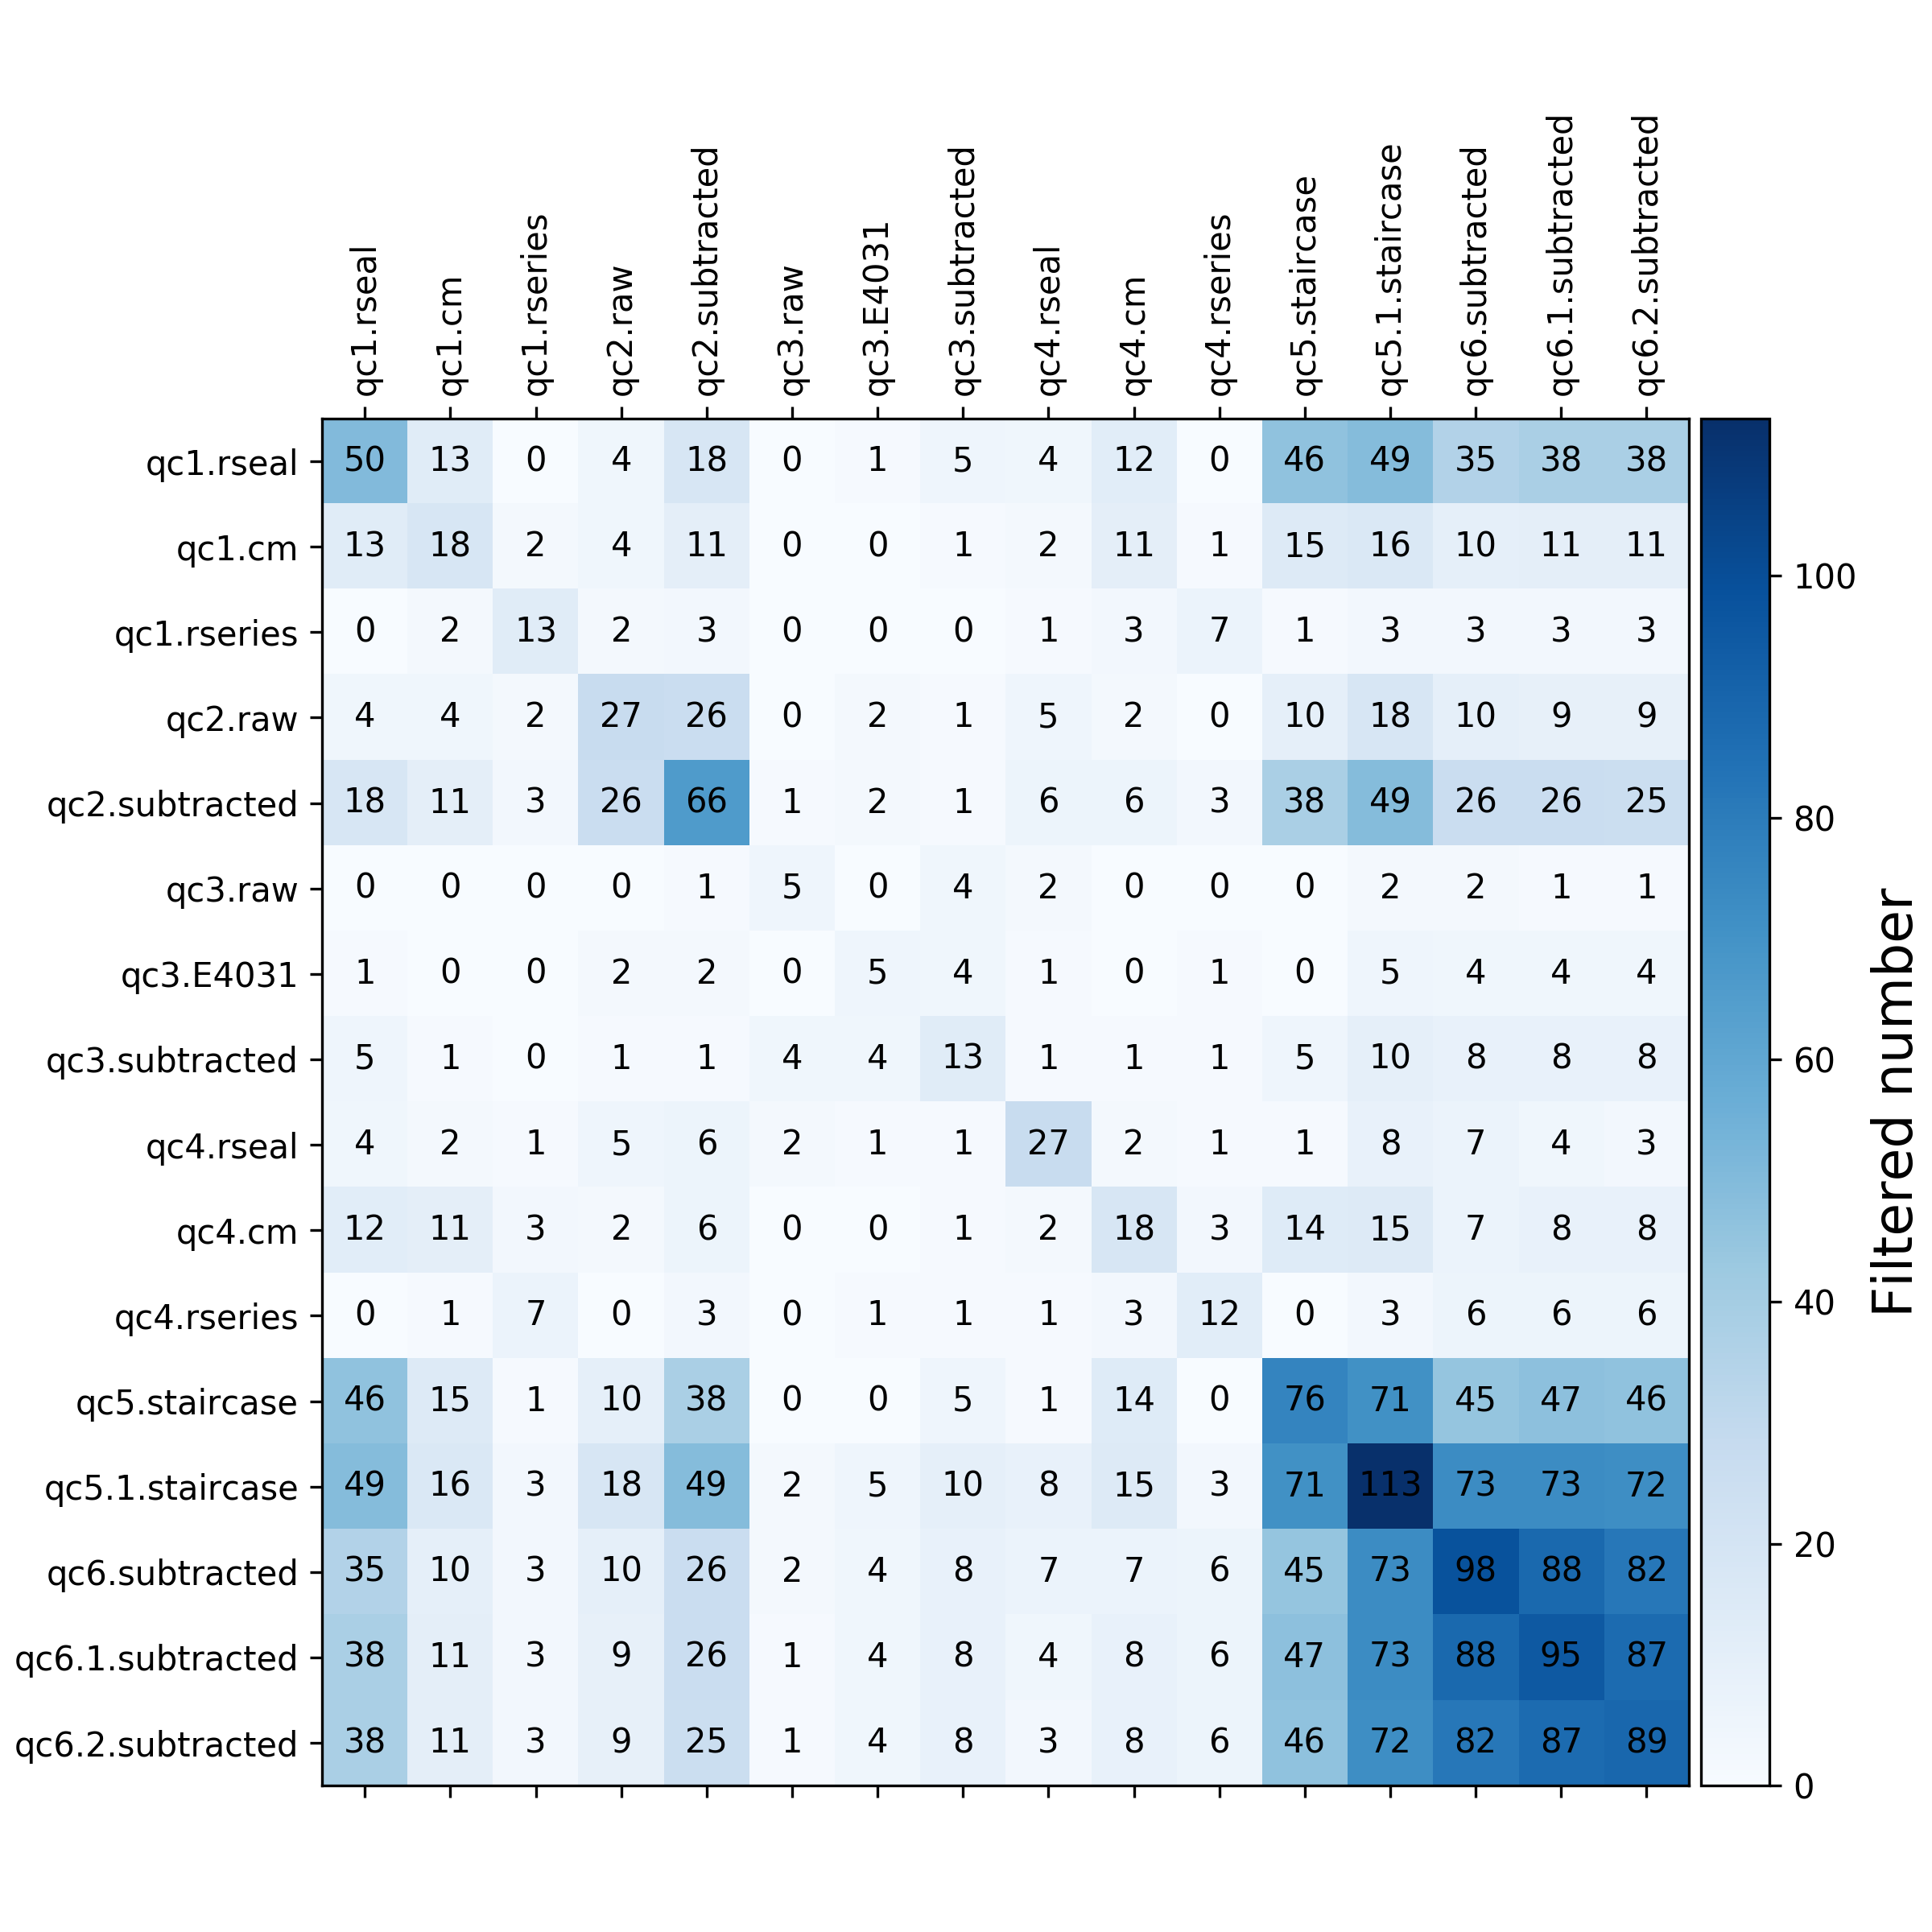 qc1.rseal
qc1.cm
qc1.rseries
qc2.raw
qc2.subtracted
qc3.raw
qc3.E4031
qc3.subtracted
qc4.rseal
qc4.cm
qc4.rseries
qc5.staircase
qc5.1.staircase
qc6.subtracted
qc6.1.subtracted
qc6.2.subtracted
qc1.rseal 50 13 0 4 18 0 1 5 4 12 0 46 49 35 38 38
qc1.cm 13 18 2 4 11 0 0 1 2 11 1 15 16 10 11 11
qc1.rseries 0 2 13 2 3 0 0 0 1 3 7 1 3 3 3 3
qc2.raw 4 4 2 27 26 0 2 1 5 2 0 10 18 10 9 9
qc2.subtracted 18 11 3 26 66 1 2 1 6 6 3 38 49 26 26 25
qc3.raw 0 0 0 0 1 5 0 4 2 0 0 0 2 2 1 1
qc3.E4031 1 0 0 2 2 0 5 4 1 0 1 0 5 4 4 4
qc3.subtracted 5 1 0 1 1 4 4 13 1 1 1 5 10 8 8 8
qc4.rseal 4 2 1 5 6 2 1 1 27 2 1 1 8 7 4 3
qc4.cm 12 11 3 2 6 0 0 1 2 18 3 14 15 7 8 8
qc4.rseries 0 1 7 0 3 0 1 1 1 3 12 0 3 6 6 6
qc5.staircase 46 15 1 10 38 0 0 5 1 14 0 76 71 45 47 46
qc5.1.staircase 49 16 3 18 49 2 5 10 8 15 3 71 113 73 73 72
qc6.subtracted 35 10 3 10 26 2 4 8 7 7 6 45 73 98 88 82
qc6.1.subtracted 38 11 3 9 26 1 4 8 4 8 6 47 73 88 95 87
qc6.2.subtracted 38 11 3 9 25 1 4 8 3 8 6 46 72 82 87 89
100
80
60
40
20
0
Filtered number